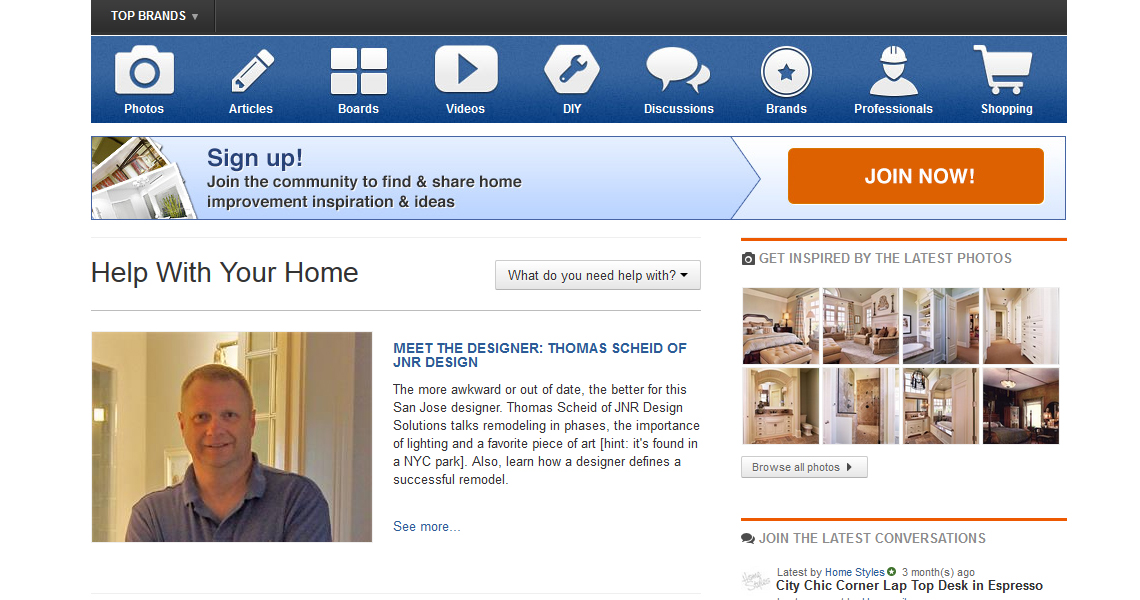 TOP BRANDS ▾
Photos
Articles
Boards
Videos
DIY
Discussions
Brands
Professionals
Shopping
Sign up!
Join the community to find & share home
improvement inspiration & ideas
JOIN NOW!
Help With Your Home
What do you need help with?
MEET THE DESIGNER: THOMAS SCHEID OF
JNR DESIGN
The more awkward or out of date, the better for this
San Jose designer. Thomas Scheid of JNR Design
Solutions talks remodeling in phases, the importance
of lighting and a favorite piece of art [hint: it's found in
a NYC park]. Also, learn how a designer defines a
successful remodel.
See more...
GET INSPIRED BY THE LATEST PHOTOS
Browse all photos
JOIN THE LATEST CONVERSATIONS
Latest by Home Styles 3 month(s) ago
City Chic Corner Lap Top Desk in Espresso